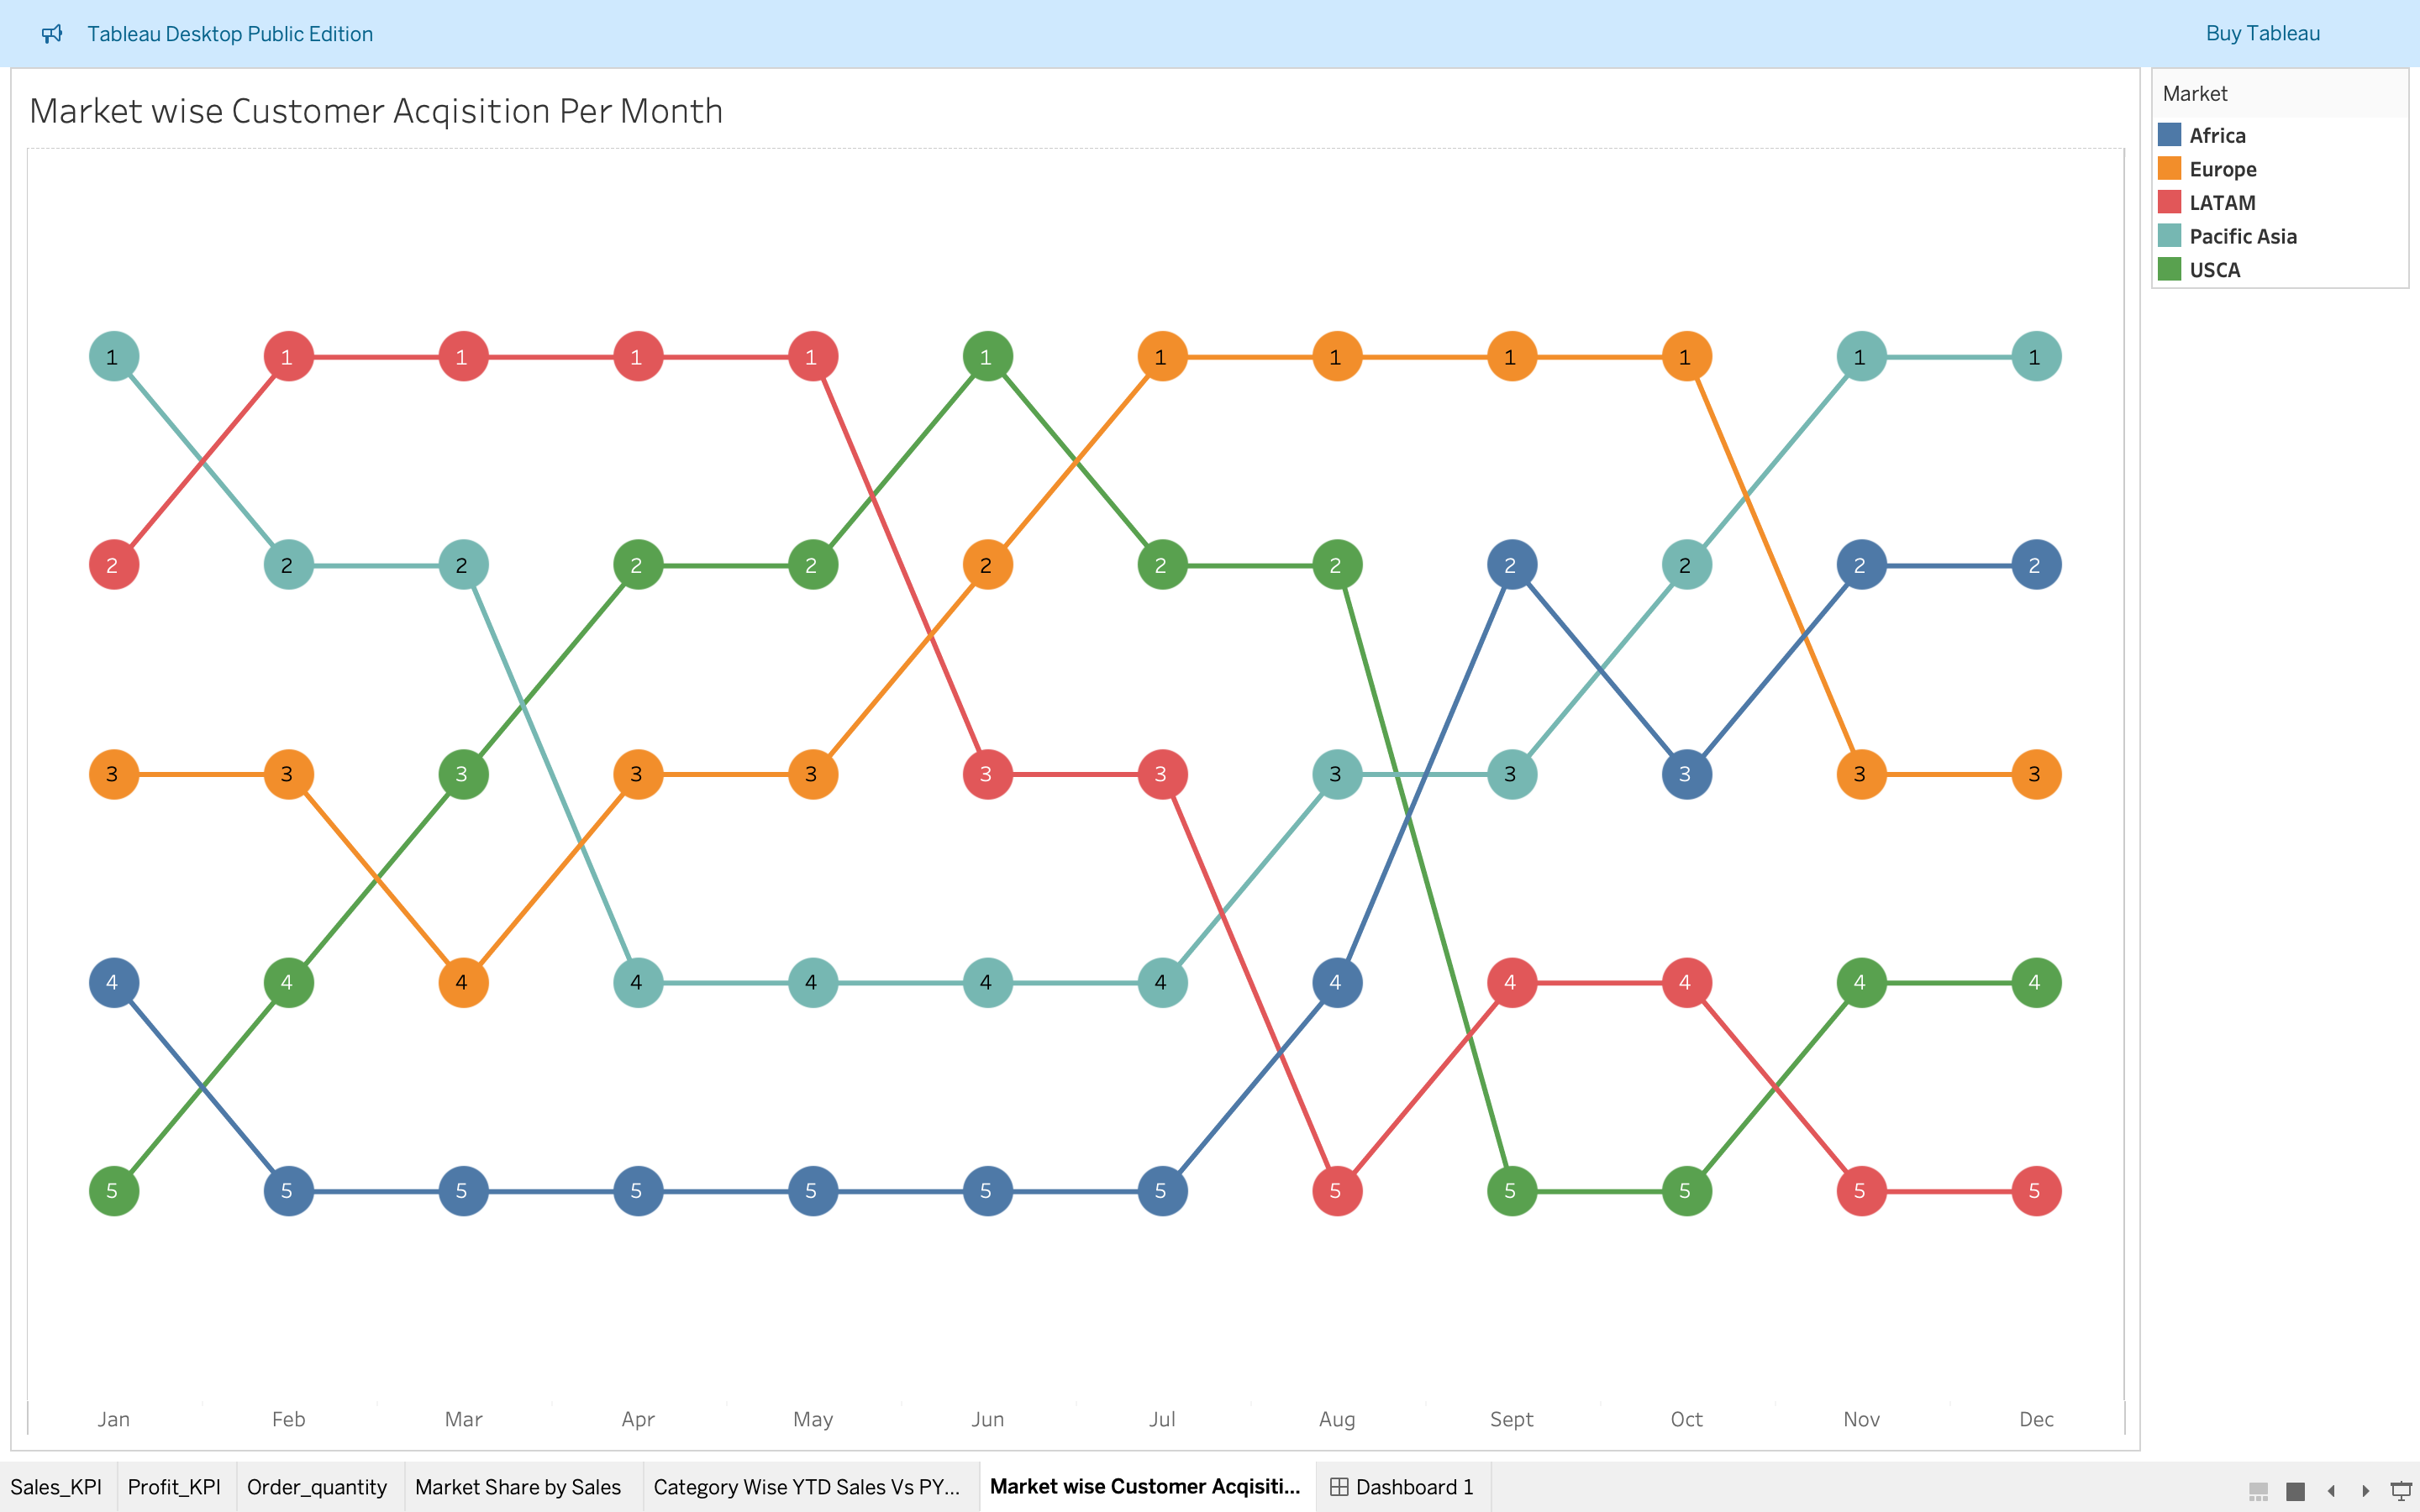 Tableau Desktop Public Edition
Buy Tableau
Market wise Customer Acqisition Per Month
Market
Africa
Europe
LATAM
Pacific Asia
USCA
1 1 1 1 1 1 1 1 1 1 1 1
2 2 2 2 2 2 2 2 2 2 2 2
3 3 3 3 3 3 3 3 3 3 3 3
4 4 4 4 4 4 4 4 4 4 4 4
5 5 5 5 5 5 5 5 5 5 5 5
Jan Feb Mar Apr May Jun Jul Aug Sept Oct Nov Dec
Sales_KPI Profit_KPI Order_quantity Market Share by Sales Category Wise YTD Sales Vs PY... Market wise Customer Acqisiti... Dashboard 1